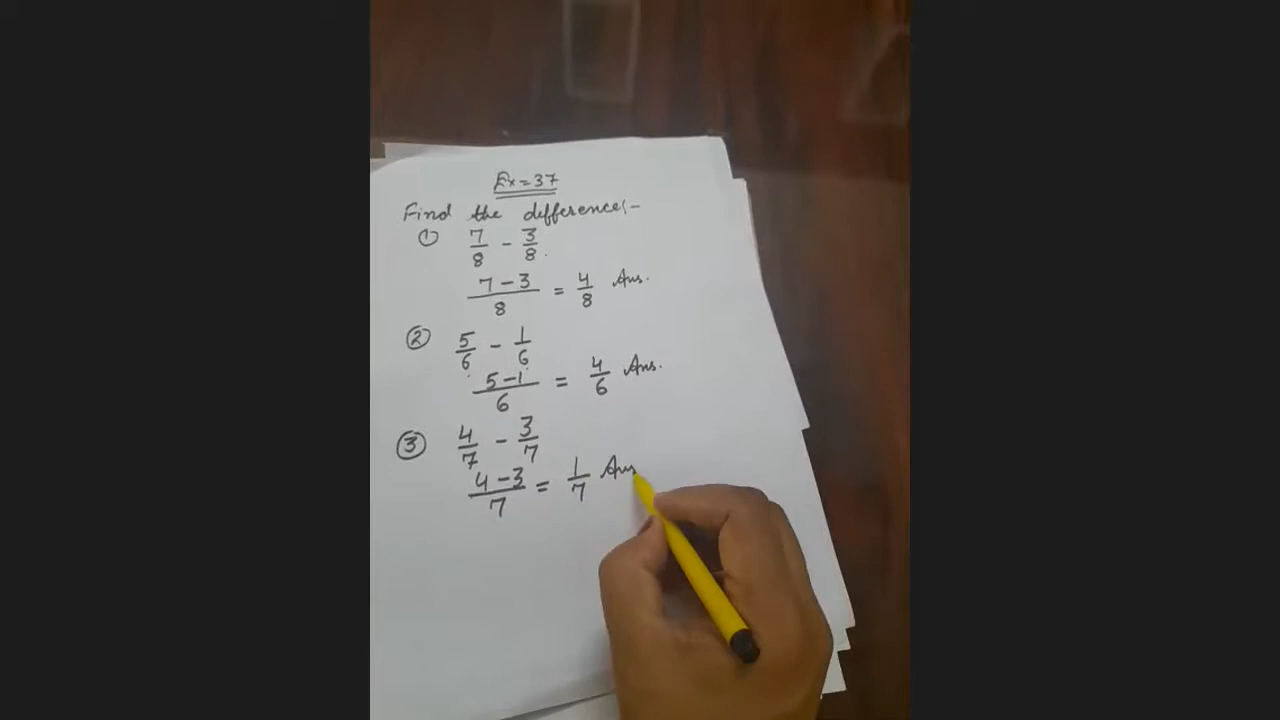 Ex=37
Find the difference:-
① 7/8 - 3/8.
7-3/8 = 4/8 Ans.
② 5/6 - 1/6
5-1/6 = 4/6 Ans.
③ 4/7 - 3/7
4-3/7 = 1/7 Ans